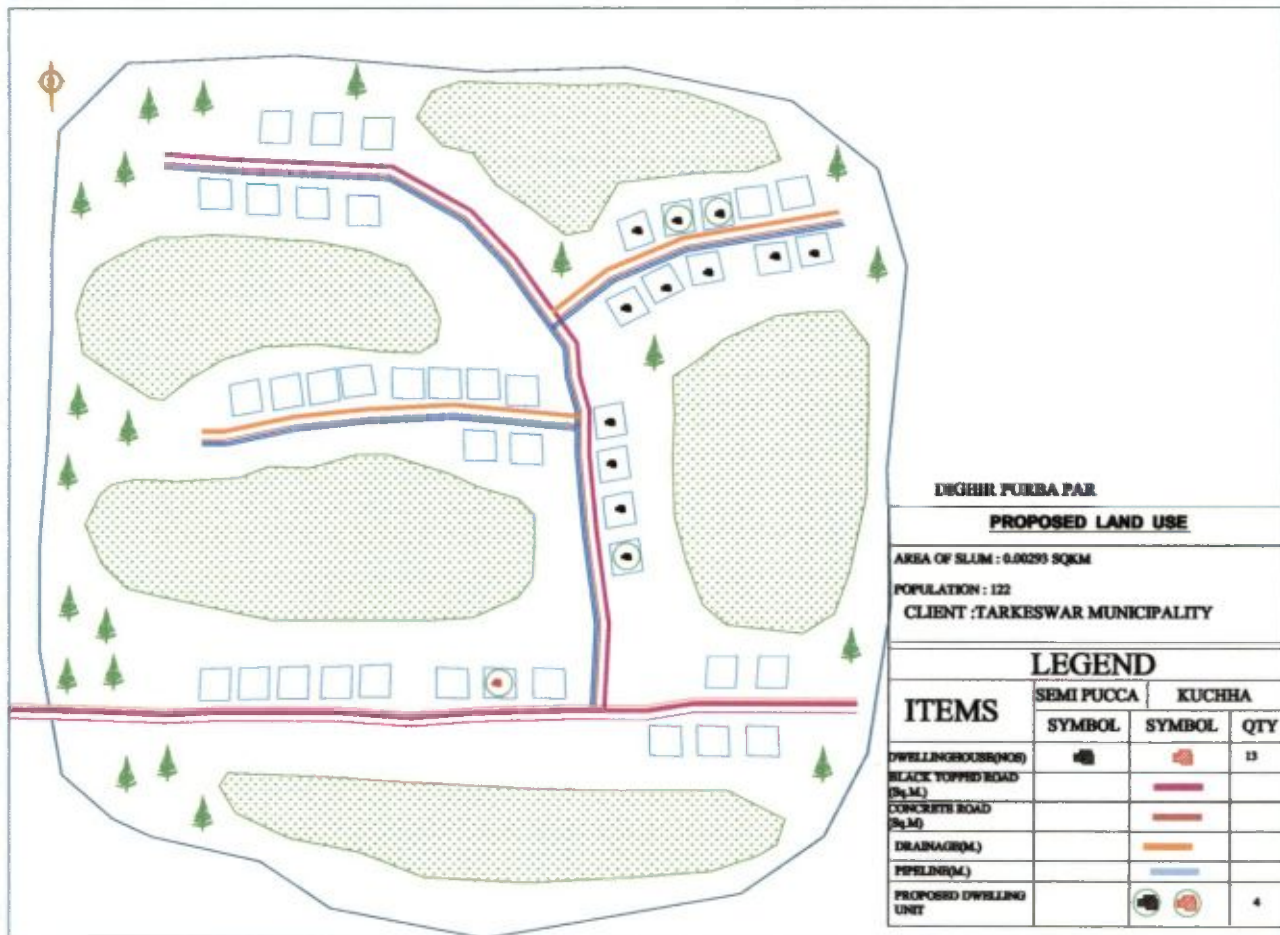 DIGHIR PURBA PAR
PROPOSED LAND USE
AREA OF SLUM : 0.00293 SQKM
POPULATION : 122
CLIENT :TARKESWAR MUNICIPALITY
LEGEND
ITEMS
SEMI PUCCA
KUCHHA
SYMBOL
SYMBOL
QTY
DWELLINGHOUSE(NOS)
13
BLACK TOPPED ROAD
(Sq.M.)
CONCRETE ROAD
(Sq.M)
DRAINAGE(M.)
PIPELINE(M.)
PROPOSED DWELLING
UNIT
4